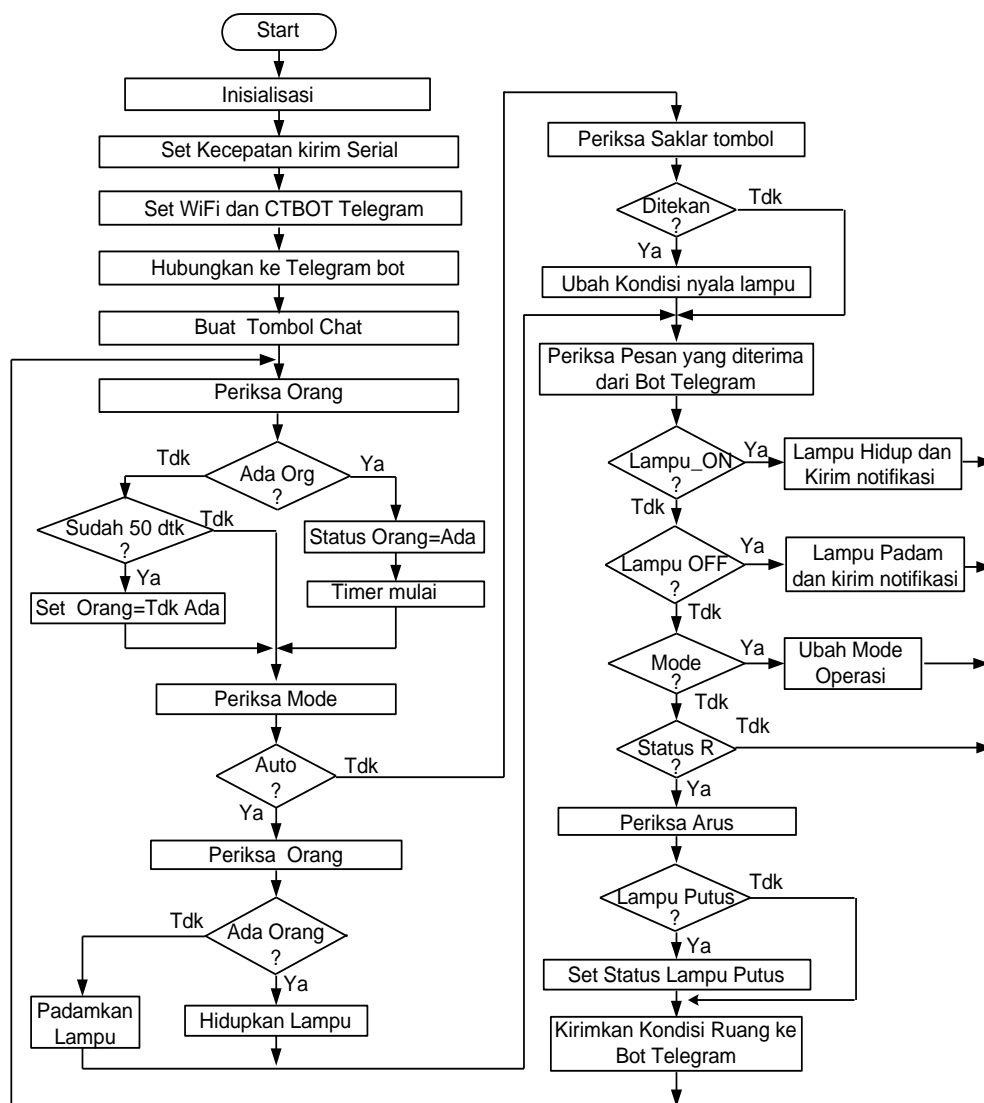 Start
Inisialisasi
Set Kecepatan kirim Serial
Set WiFi dan CTBOT Telegram
Hubungkan ke Telegram bot
Buat Tombol Chat
Periksa Orang
Ada Org
?
Tdk
Ya
Sudah 50 dtk
?
Tdk
Ya
Set Orang=Tdk Ada
Status Orang=Ada
Timer mulai
Periksa Mode
Auto
?
Tdk
Ya
Periksa Orang
Ada Orang
?
Tdk
Ya
Padamkan
Lampu
Hidupkan Lampu
Periksa Saklar tombol
Ditekan
?
Tdk
Ya
Ubah Kondisi nyala lampu
Periksa Pesan yang diterima
dari Bot Telegram
Lampu_ON
?
Ya
Lampu Hidup dan
Kirim notifikasi
Tdk
Lampu OFF
?
Ya
Lampu Padam
dan kirim notifikasi
Tdk
Mode
?
Ya
Ubah Mode
Operasi
Tdk
Status R
?
Tdk
Ya
Periksa Arus
Lampu Putus
?
Tdk
Ya
Set Status Lampu Putus
Kirimkan Kondisi Ruang ke
Bot Telegram